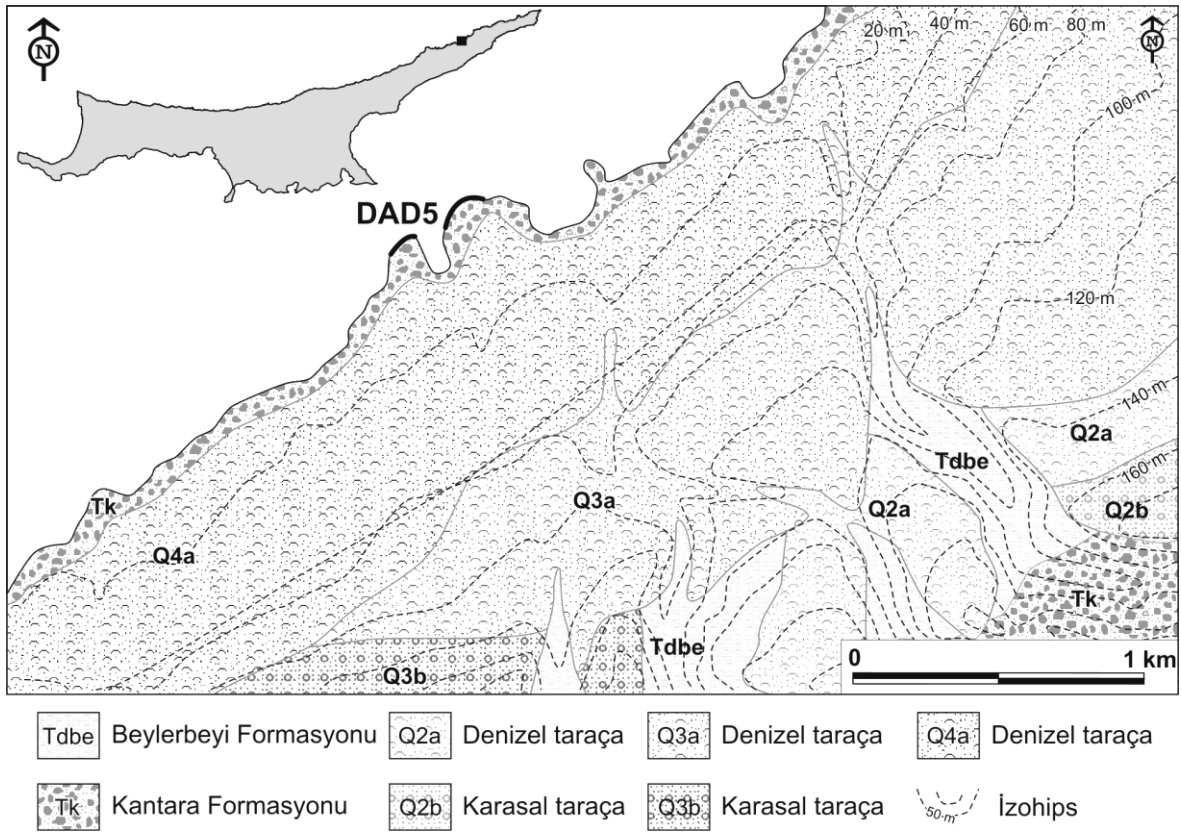 N
N
20 m
40 m
60 m
80 m
100 m
DAD5
120 m
140 m
Q2a
Tdbe
160 m
Tk
Q3a
Q2a
Q2b
Q4a
Tk
Tdbe
Q3b
0 1 km
Tdbe Beylerbeyi Formasyonu Q2a Denizel taraça Q3a Denizel taraça Q4a Denizel taraça
Tk Kantara Formasyonu Q2b Karasal taraça Q3b Karasal taraça 50 m İzohips